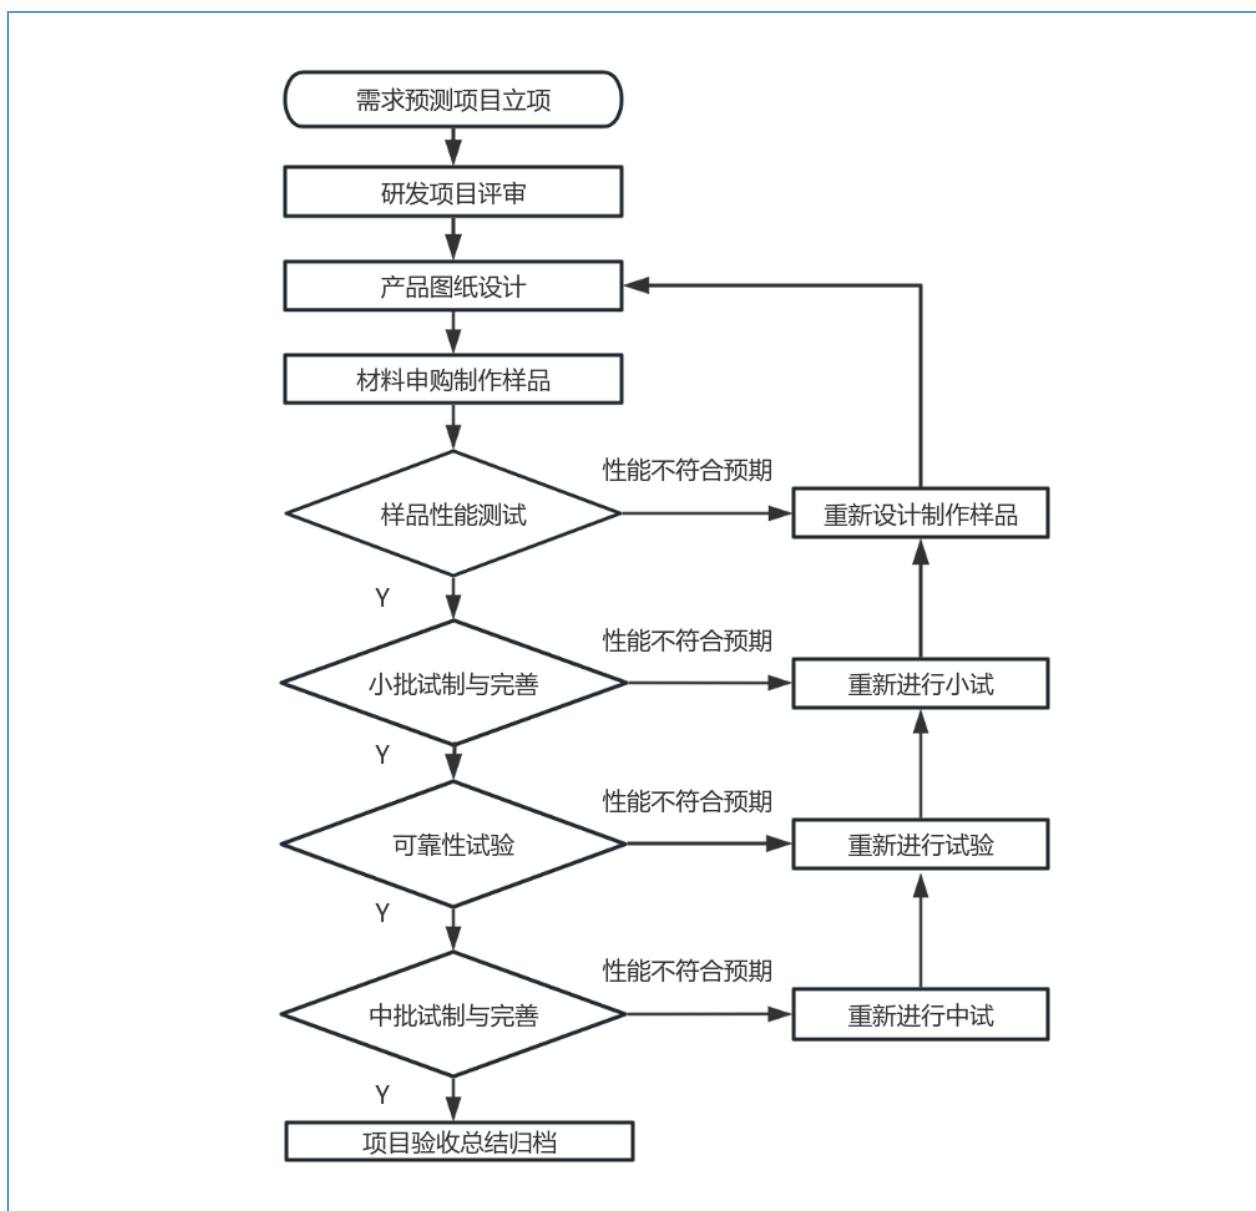 需求预测项目立项
研发项目评审
产品图纸设计
材料申购制作样品
性能不符合预期
样品性能测试
重新设计制作样品
Y
性能不符合预期
小批试制与完善
重新进行小试
Y
性能不符合预期
可靠性试验
重新进行试验
Y
性能不符合预期
中批试制与完善
重新进行中试
Y
项目验收总结归档